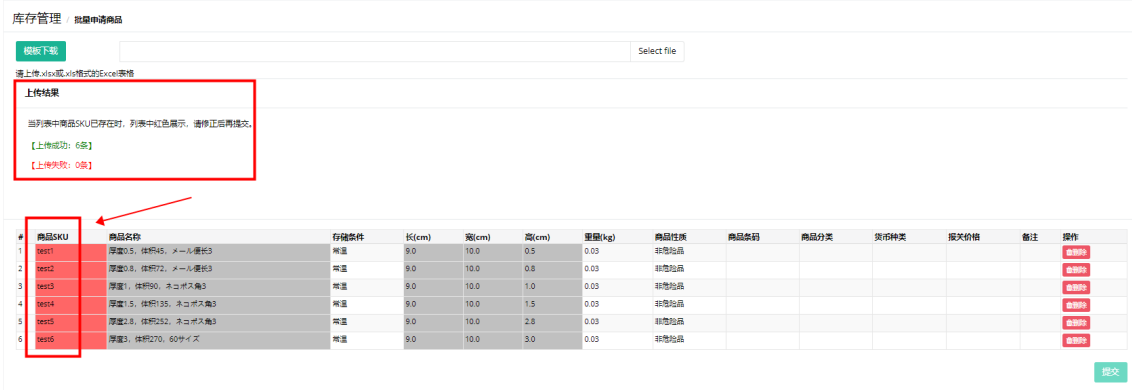 库存管理 / 批量申请商品
模板下载 Select file
请上传.xlsx或.xls格式的Excel表格
上传结果
当列表中商品SKU已存在时，列表中红色展示，请修正后再提交。
【上传成功：6条】
【上传失败：0条】
# 商品SKU 商品名称 存储条件 长(cm) 宽(cm) 高(cm) 重量(kg) 商品性质 商品条码 商品分类 货币种类 报关价格 备注 操作
1 test1 厚度0.5，体积45，メール便长3 常温 9.0 10.0 0.5 0.03 非危险品 删除
2 test2 厚度0.8，体积72，メール便长3 常温 9.0 10.0 0.8 0.03 非危险品 删除
3 test3 厚度1，体积90，ネコポス角3 常温 9.0 10.0 1.0 0.03 非危险品 删除
4 test4 厚度1.5，体积135，ネコポス角3 常温 9.0 10.0 1.5 0.03 非危险品 删除
5 test5 厚度2.8，体积252，ネコポス角3 常温 9.0 10.0 2.8 0.03 非危险品 删除
6 test6 厚度3，体积270，60サイズ 常温 9.0 10.0 3.0 0.03 非危险品 删除
提交